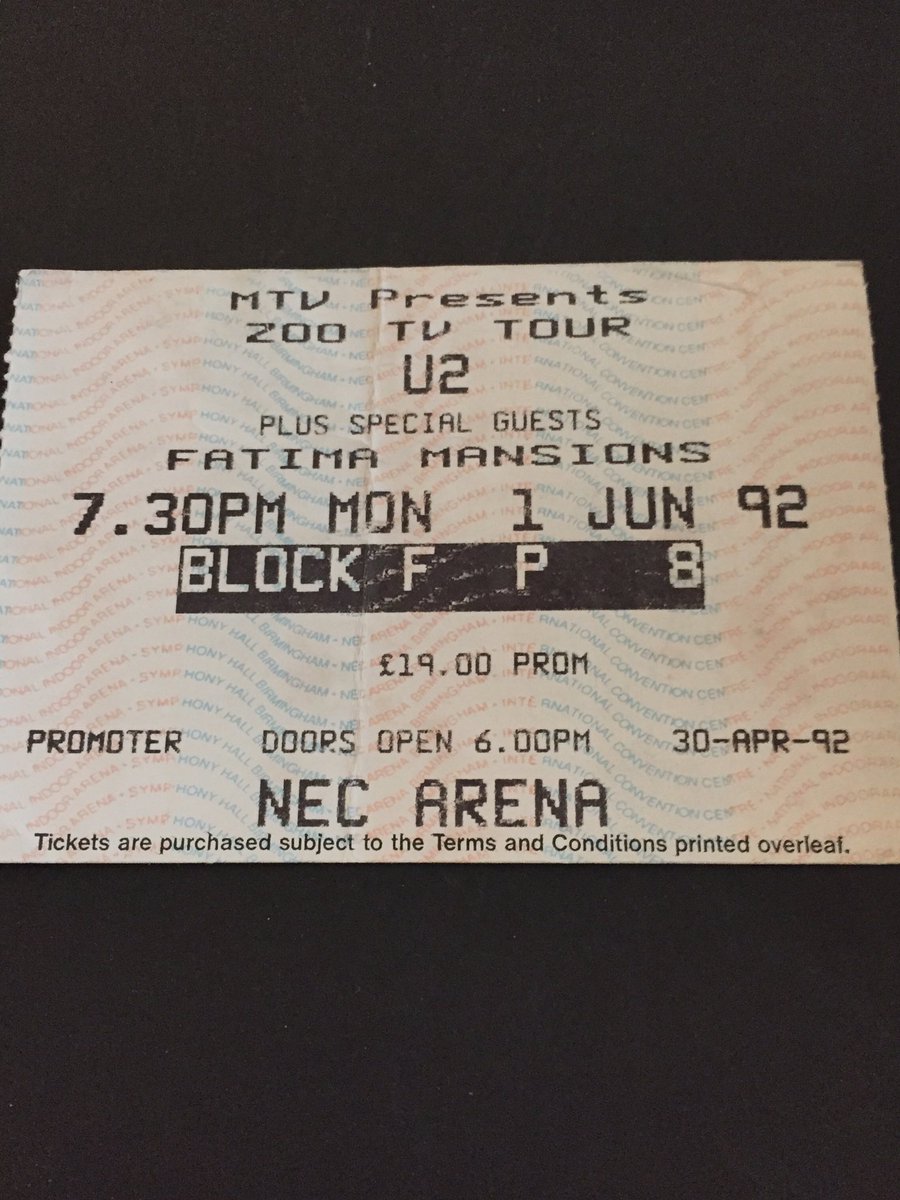 MTV Presents
ZOO TV TOUR
U2
PLUS SPECIAL GUESTS
FATIMA MANSIONS
7.30PM MON 1 JUN 92
BLOCK F P 8
£19.00 PROM
PROMOTER DOORS OPEN 6.00PM 30-APR-92
NEC ARENA
Tickets are purchased subject to the Terms and Conditions printed overleaf.